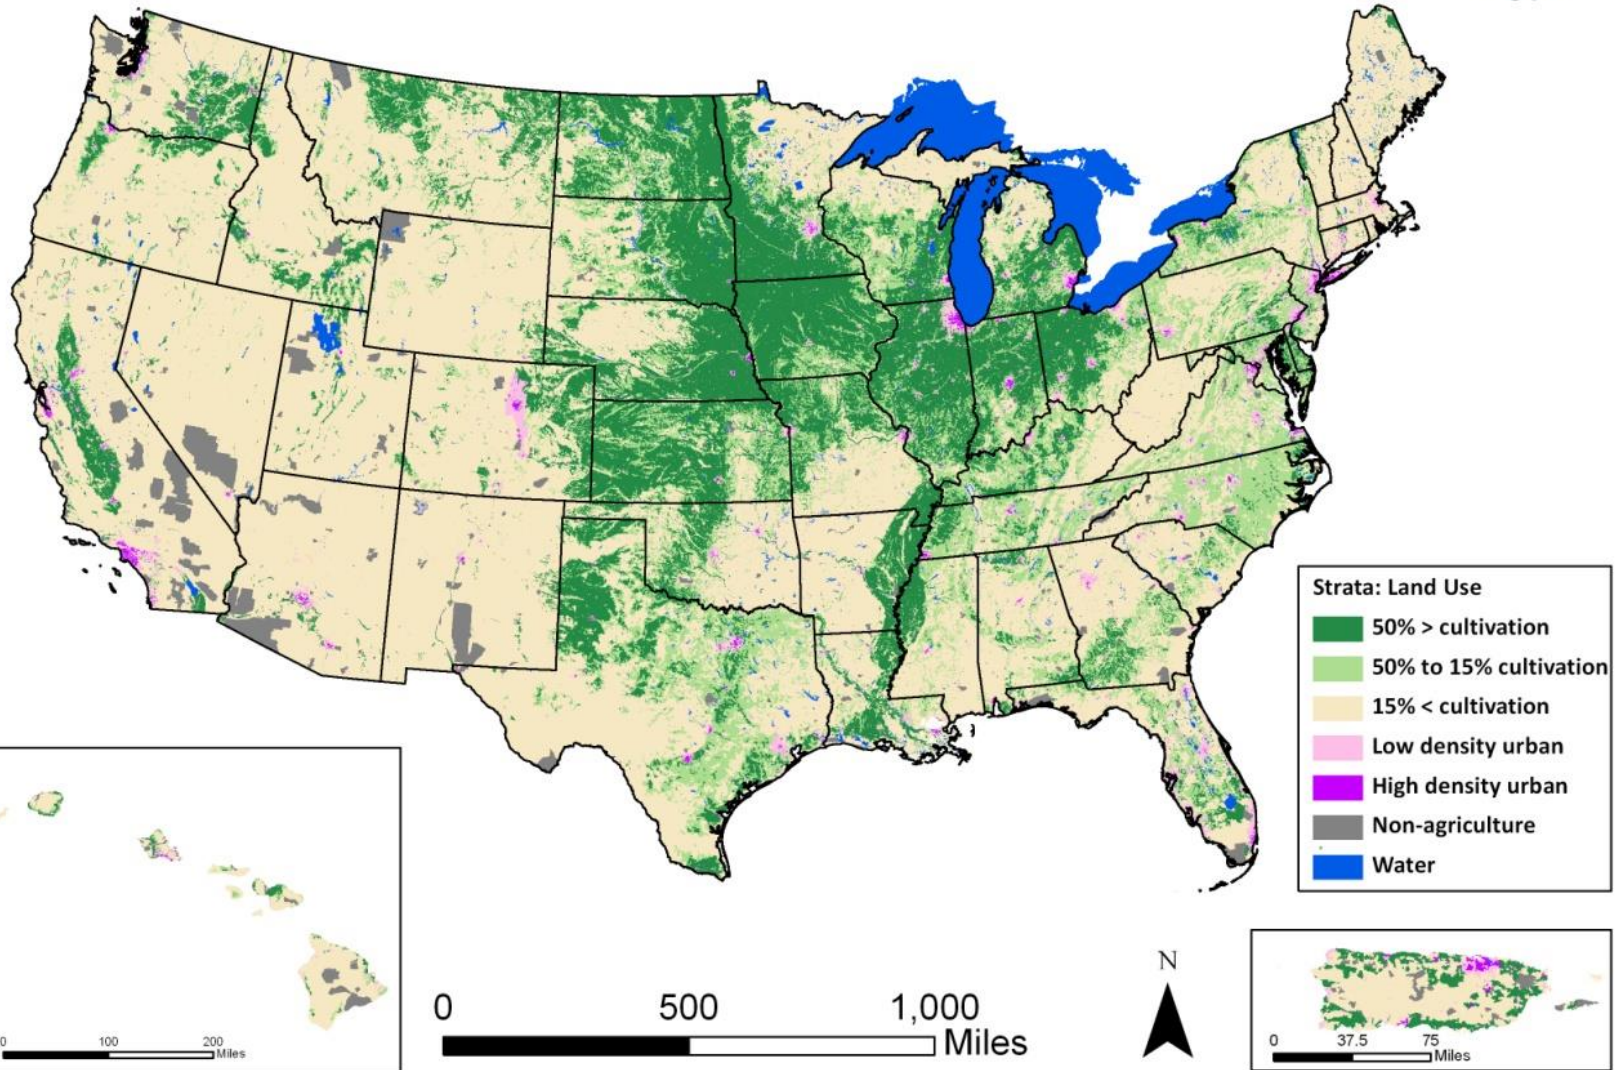 Strata: Land Use
50% > cultivation
50% to 15% cultivation
15% < cultivation
Low density urban
High density urban
Non-agriculture
Water
0 100 200
Miles
0 500 1,000
Miles
N
0 37.5 75
Miles